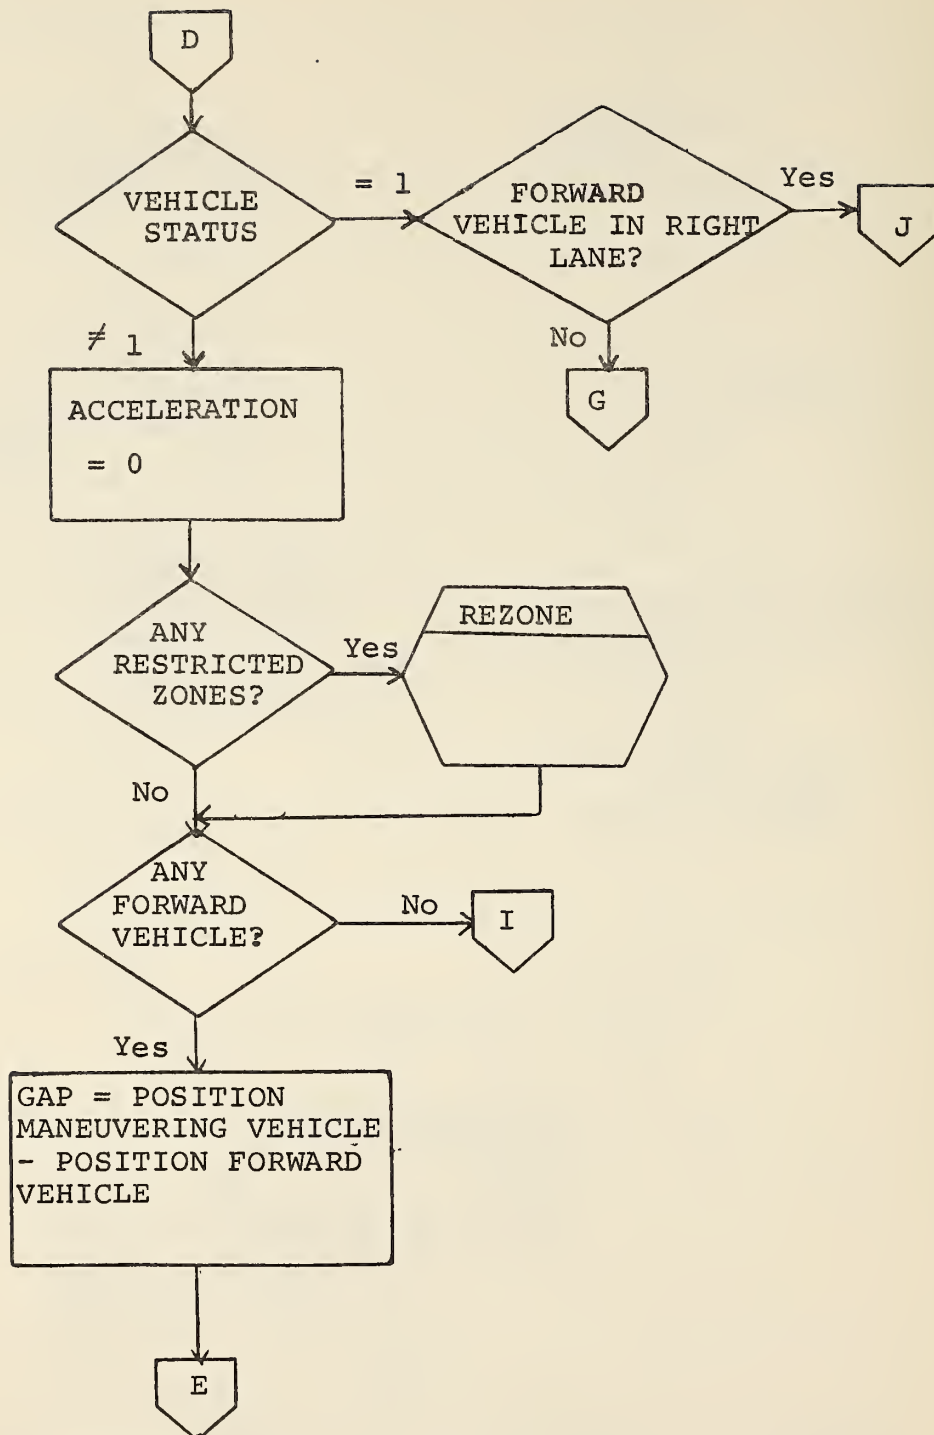 D
VEHICLE
STATUS
= 1
FORWARD
VEHICLE IN RIGHT
LANE?
Yes
J
No
G
≠ 1
ACCELERATION
= 0
ANY
RESTRICTED
ZONES?
Yes
REZONE
No
ANY
FORWARD
VEHICLE?
No
I
Yes
GAP = POSITION
MANEUVERING VEHICLE
- POSITION FORWARD
VEHICLE
E